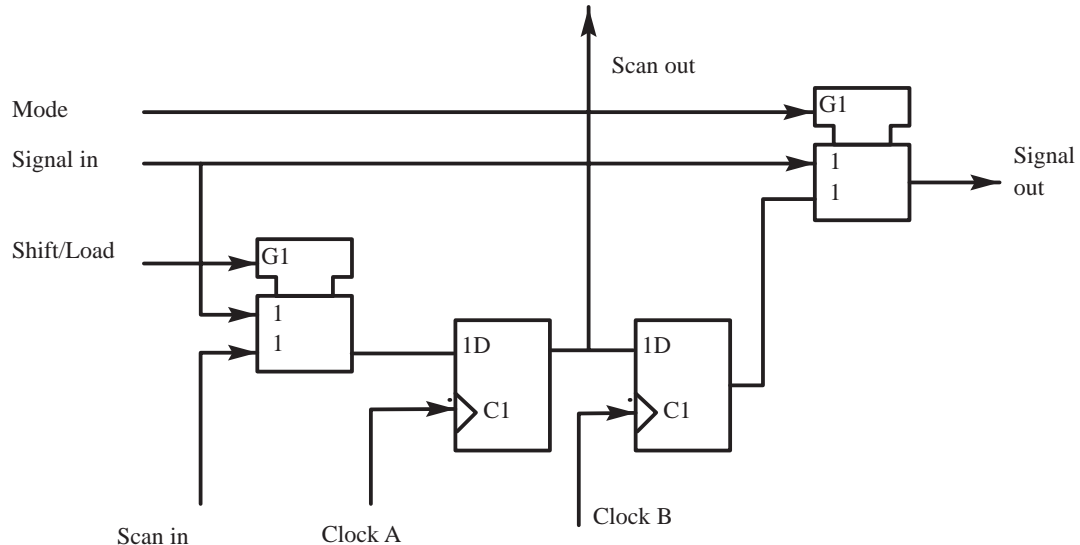 Scan out
Mode
G1
Signal in
1
Signal
out
1
Shift/Load
G1
1
1
1D
1D
C1
C1
Scan in
Clock A
Clock B